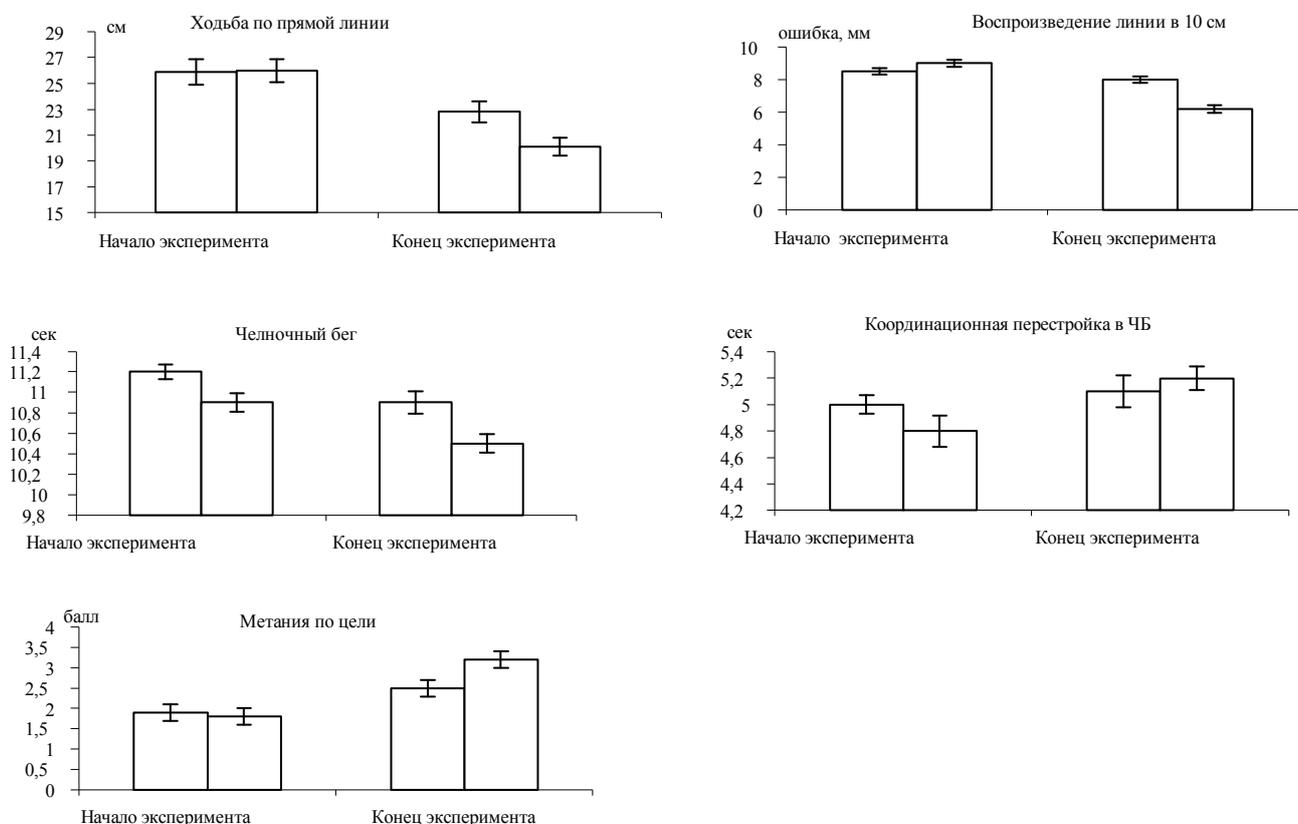 см
Ходьба по прямой линии
29
27
25
23
21
19
17
15
Начало эксперимента
Конец эксперимента
Воспроизведение линии в 10 см
ошибка, мм
10
8
6
4
2
0
Начало эксперимента
Конец эксперимента
сек
Челночный бег
11,4
11,2
11
10,8
10,6
10,4
10,2
10
9,8
Начало эксперимента
Конец эксперимента
Координационная перестройка в ЧБ
сек
5,4
5,2
5
4,8
4,6
4,4
4,2
Начало эксперимента
Конец эксперимента
балл
Метания по цели
4
3,5
3
2,5
2
1,5
1
0,5
0
Начало эксперимента
Конец эксперимента